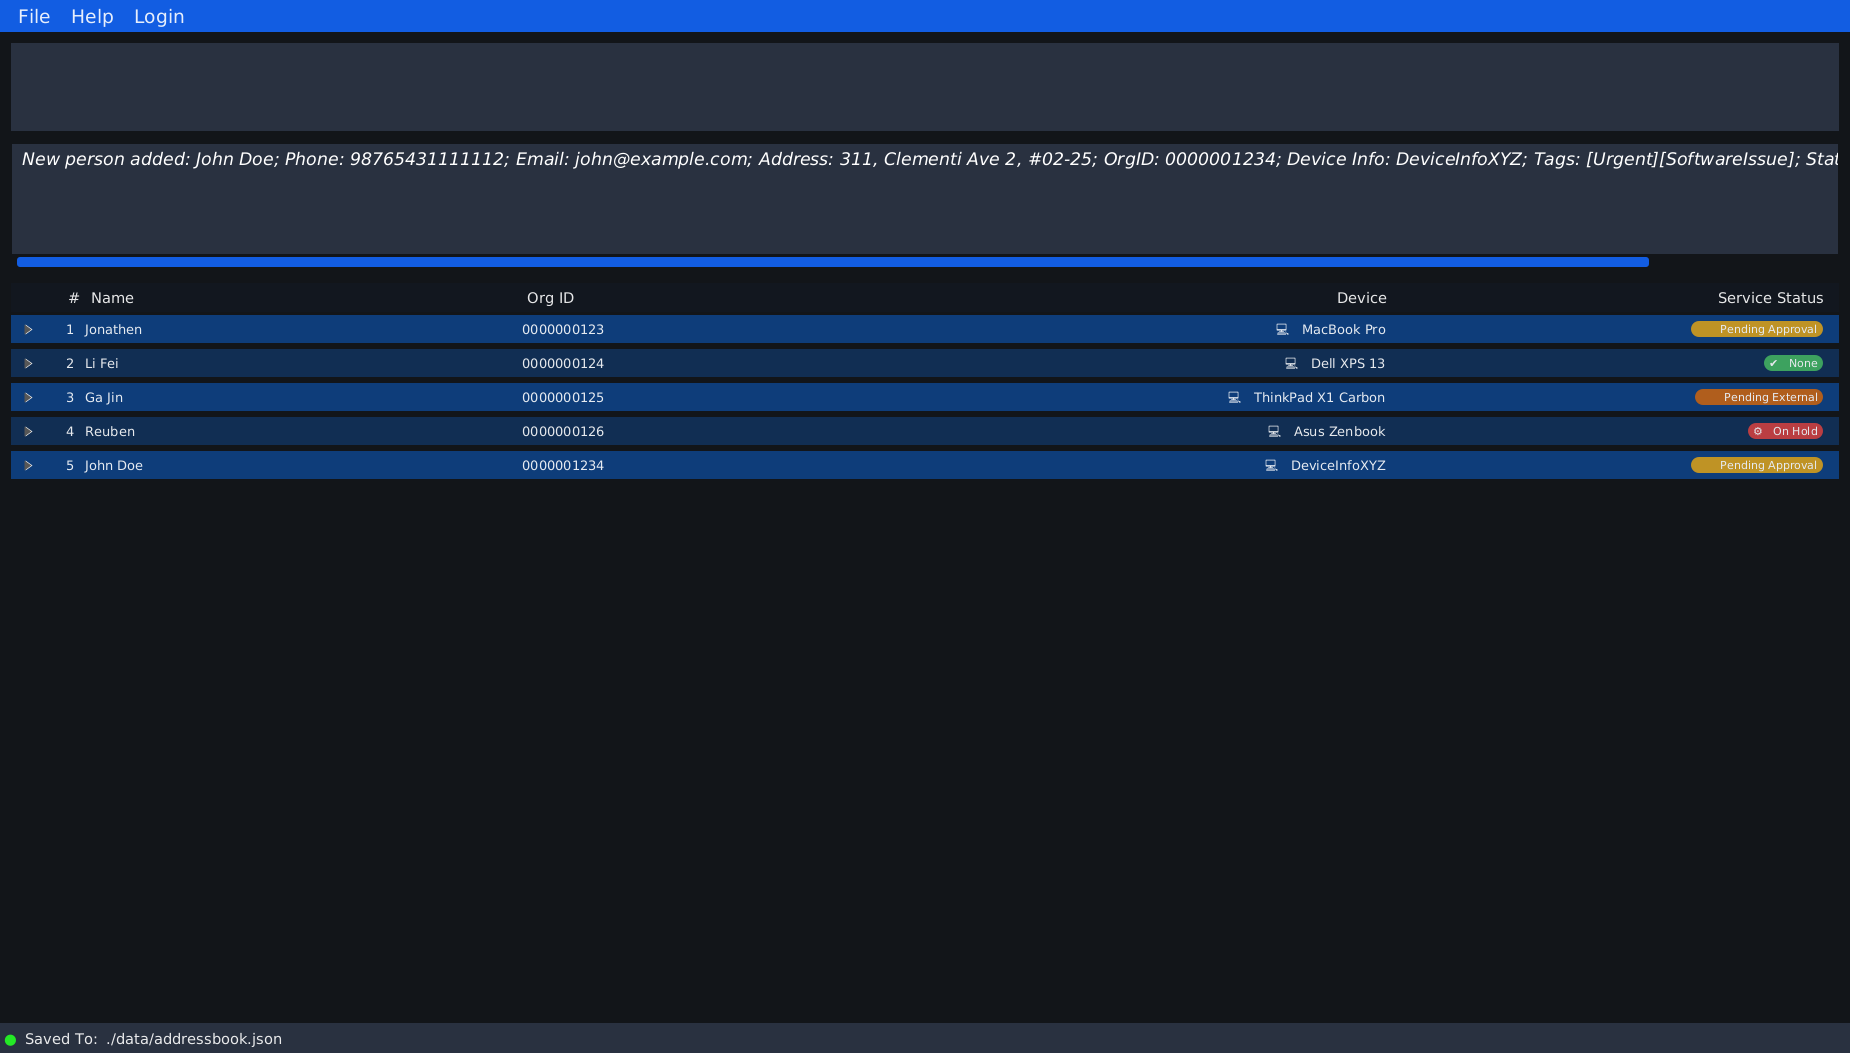 File Help Login
New person added: John Doe; Phone: 98765431111112; Email: john@example.com; Address: 311, Clementi Ave 2, #02-25; OrgID: 0000001234; Device Info: DeviceInfoXYZ; Tags: [Urgent][SoftwareIssue]; Stat
# Name Org ID Device Service Status
1 Jonathen 0000000123 MacBook Pro Pending Approval
2 Li Fei 0000000124 Dell XPS 13 ✔ None
3 Ga Jin 0000000125 ThinkPad X1 Carbon Pending External
4 Reuben 0000000126 Asus Zenbook ⚙ On Hold
5 John Doe 0000001234 DeviceInfoXYZ Pending Approval
Saved To: ./data/addressbook.json